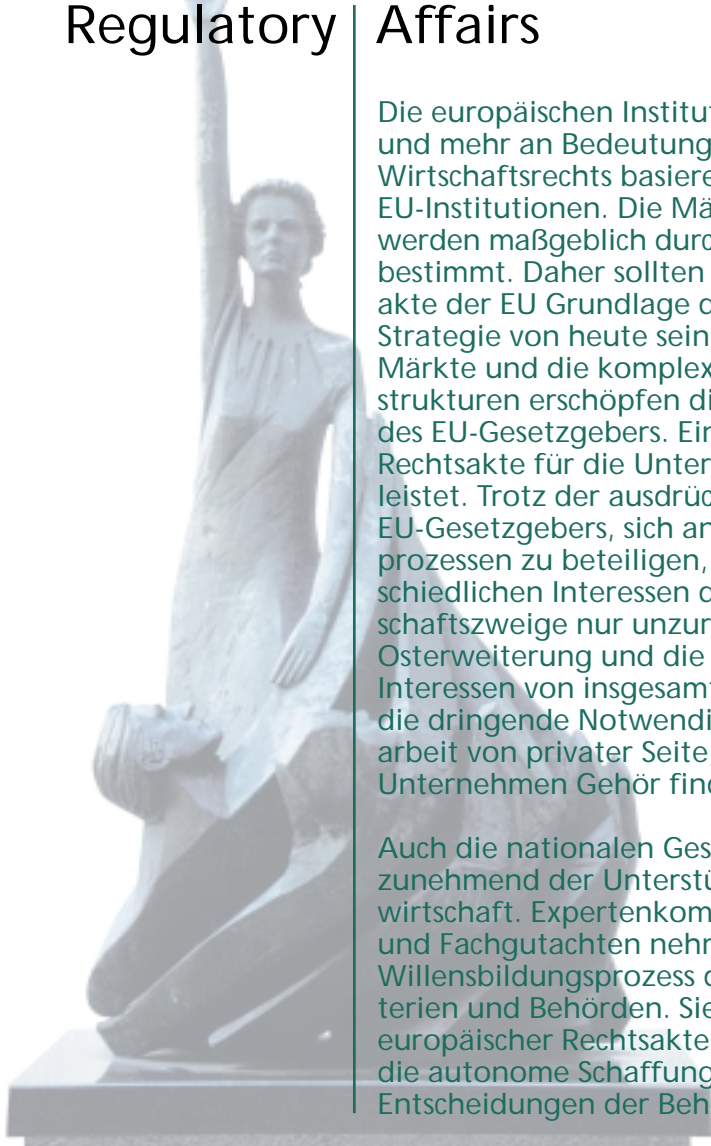 Regulatory Affairs
Die europäischen Institut
und mehr an Bedeutung
Wirtschaftsrechts basiere
EU-Institutionen. Die Mä
werden maßgeblich durc
bestimmt. Daher sollten
akte der EU Grundlage d
Strategie von heute sein
Märkte und die komplex
strukturen erschöpfen di
des EU-Gesetzgebers. Ein
Rechtsakte für die Unter
leistet. Trotz der ausdrüc
EU-Gesetzgebers, sich an
prozessen zu beteiligen,
schiedlichen Interessen d
schaftszweige nur unzur
Osterweiterung und die
Interessen von insgesamt
die dringende Notwendi
arbeit von privater Seite
Unternehmen Gehör find
Auch die nationalen Ges
zunehmend der Unterstü
wirtschaft. Expertenkom
und Fachgutachten nehm
Willensbildungsprozess d
terien und Behörden. Sie
europäischer Rechtsakte
die autonome Schaffung
Entscheidungen der Beh